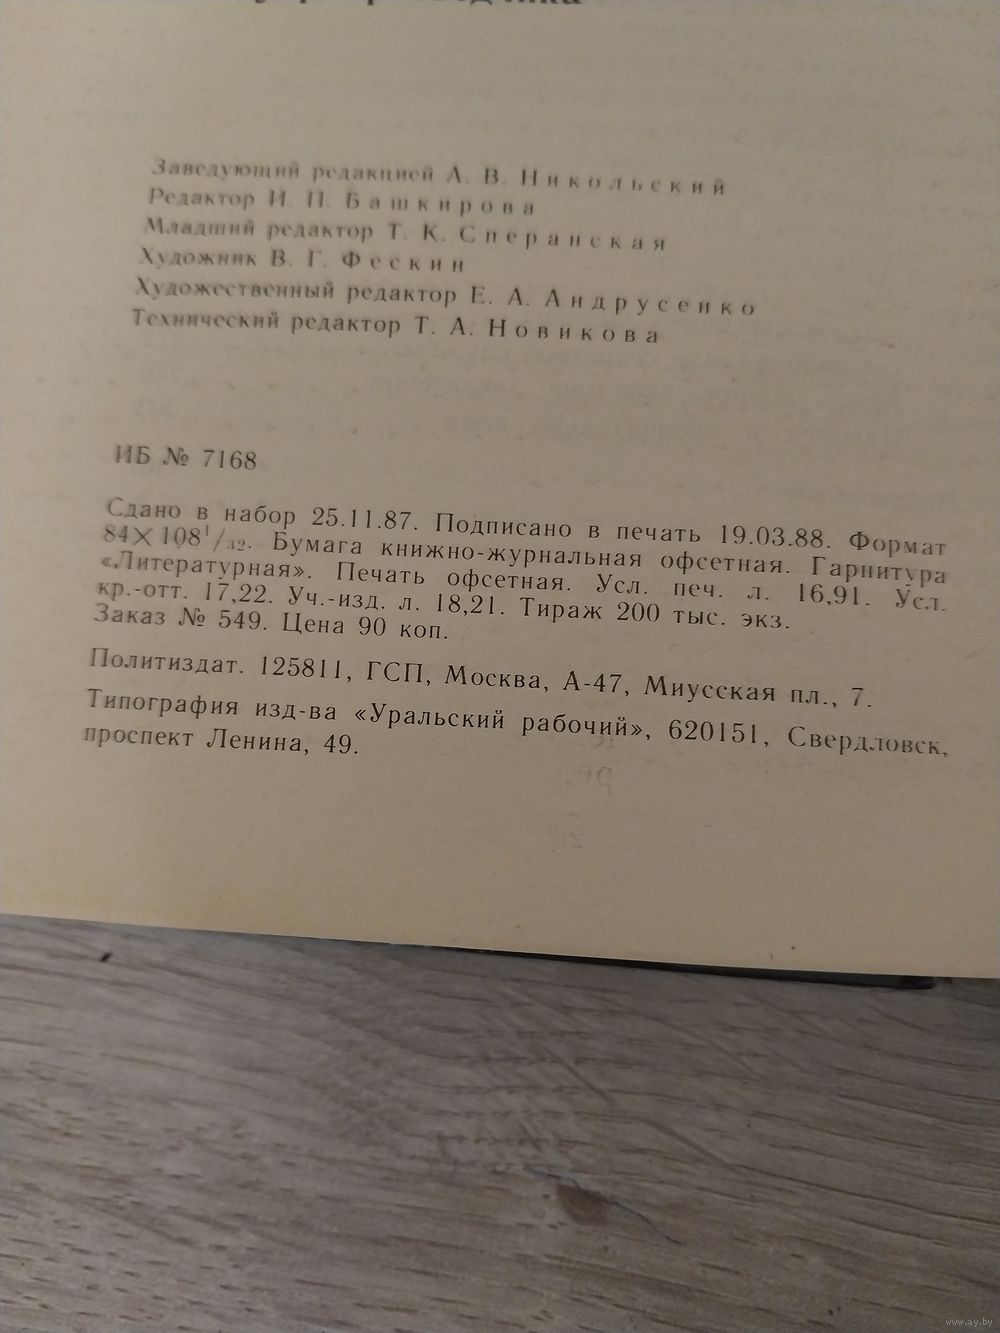 Заведующий редакцией А. В. Никольский
Редактор И. П. Башкирова
Младший редактор Т. К. Сперанская
Художник В. Г. Фескин
Художественный редактор Е. А. Андрусенко
Технический редактор Т. А. Новикова
ИБ № 7168
Сдано в набор 25.11.87. Подписано в печать 19.03.88. Формат
84×108¹/₃₂. Бумага книжно-журнальная офсетная. Гарнитура
«Литературная». Печать офсетная. Усл. печ. л. 16,91. Усл.
кр.-отт. 17,22. Уч.-изд. л. 18,21. Тираж 200 тыс. экз.
Заказ № 549. Цена 90 коп.
Политиздат. 125811, ГСП, Москва, А-47, Миусская пл., 7.
Типография изд-ва «Уральский рабочий», 620151, Свердловск,
проспект Ленина, 49.
www.ay.by